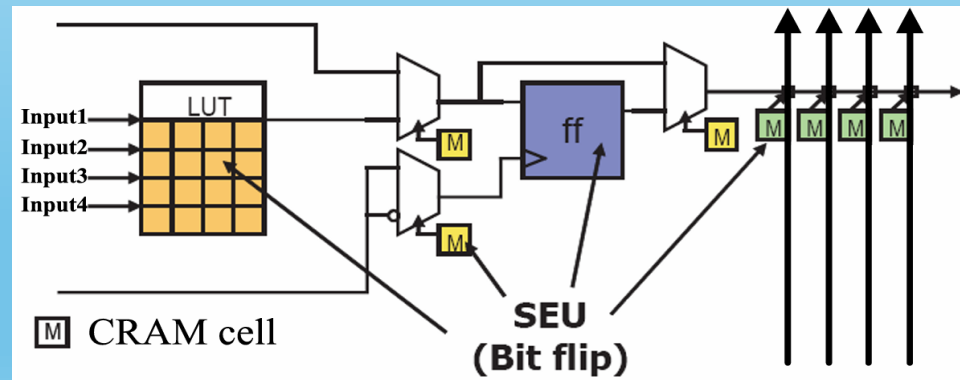 LUT
Input1
Input2
Input3
Input4
ff
M
M
M
M
M
M
M
SEU
(Bit flip)
M CRAM cell